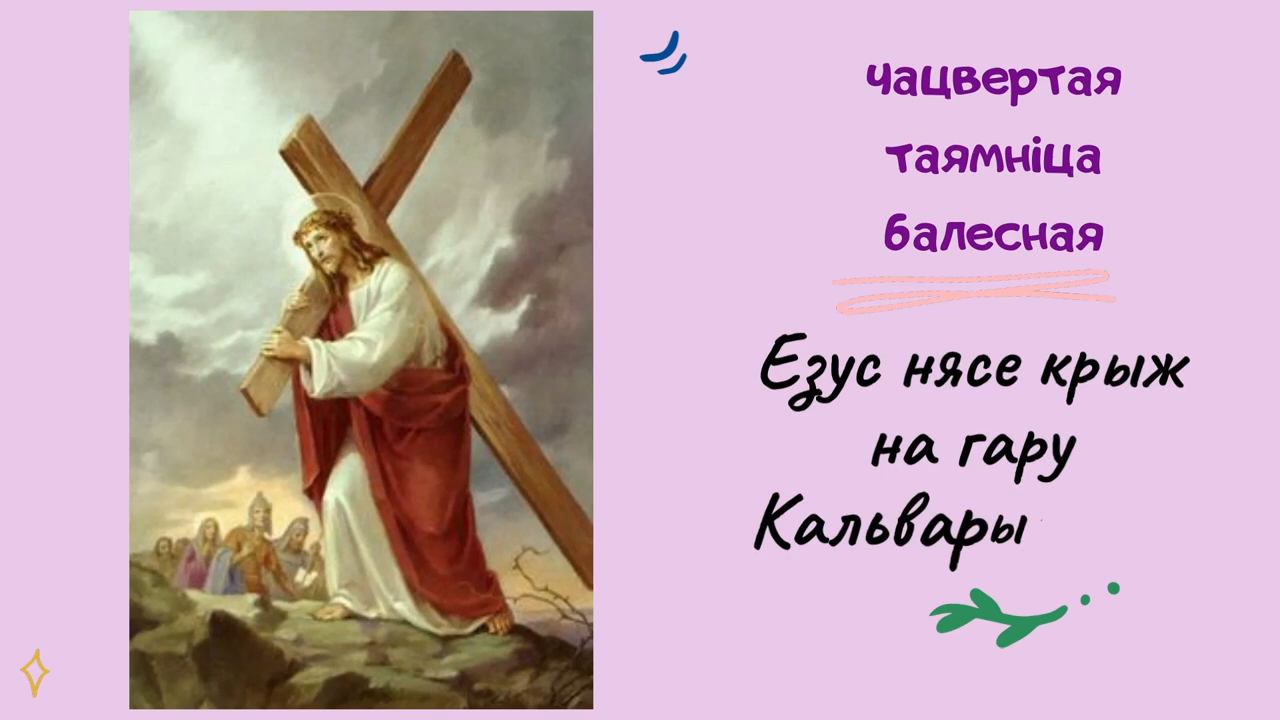 чацвертая
таямніца
балесная
Езус нясе крыж
на гару
Кальвары